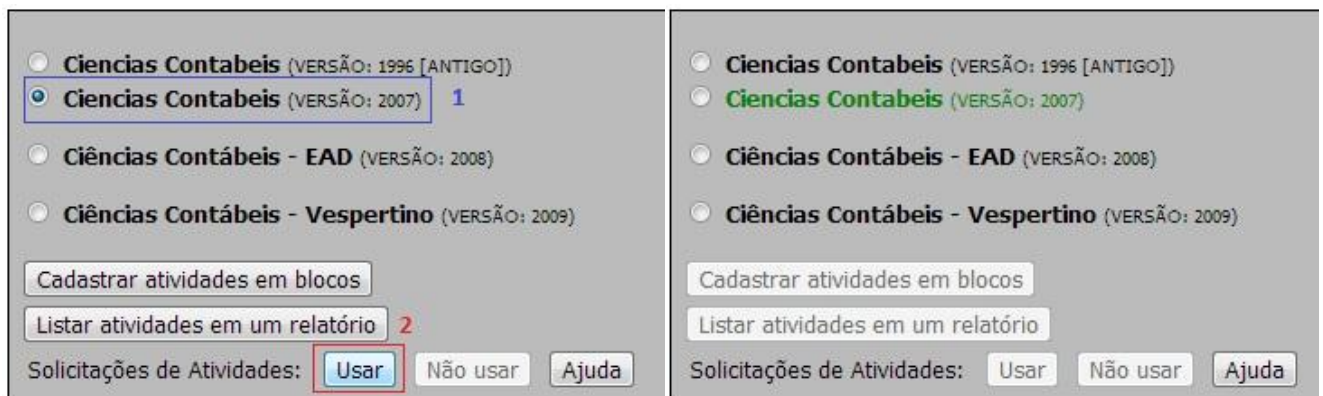 Ciencias Contabeis (VERSÃO: 1996 [ANTIGO])
Ciencias Contabeis (VERSÃO: 2007) 1
Ciências Contábeis - EAD (VERSÃO: 2008)
Ciências Contábeis - Vespertino (VERSÃO: 2009)
Cadastrar atividades em blocos
Listar atividades em um relatório 2
Solicitações de Atividades: Usar Não usar Ajuda
Ciencias Contabeis (VERSÃO: 1996 [ANTIGO])
Ciencias Contabeis (VERSÃO: 2007)
Ciências Contábeis - EAD (VERSÃO: 2008)
Ciências Contábeis - Vespertino (VERSÃO: 2009)
Cadastrar atividades em blocos
Listar atividades em um relatório
Solicitações de Atividades: Usar Não usar Ajuda